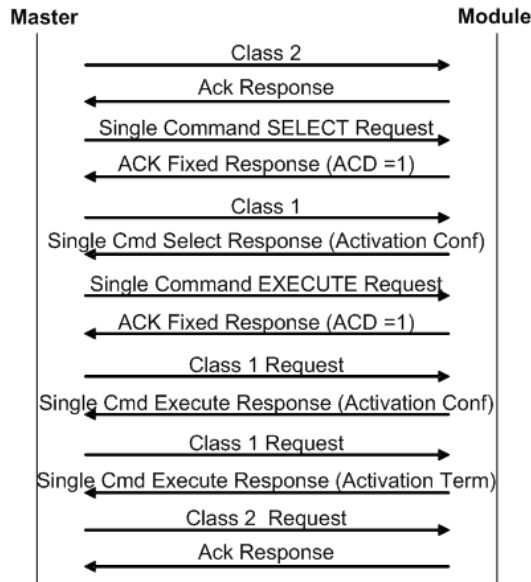 Master Module
Class 2
Ack Response
Single Command SELECT Request
ACK Fixed Response (ACD =1)
Class 1
Single Cmd Select Response (Activation Conf)
Single Command EXECUTE Request
ACK Fixed Response (ACD =1)
Class 1 Request
Single Cmd Execute Response (Activation Conf)
Class 1 Request
Single Cmd Execute Response (Activation Term)
Class 2 Request
Ack Response